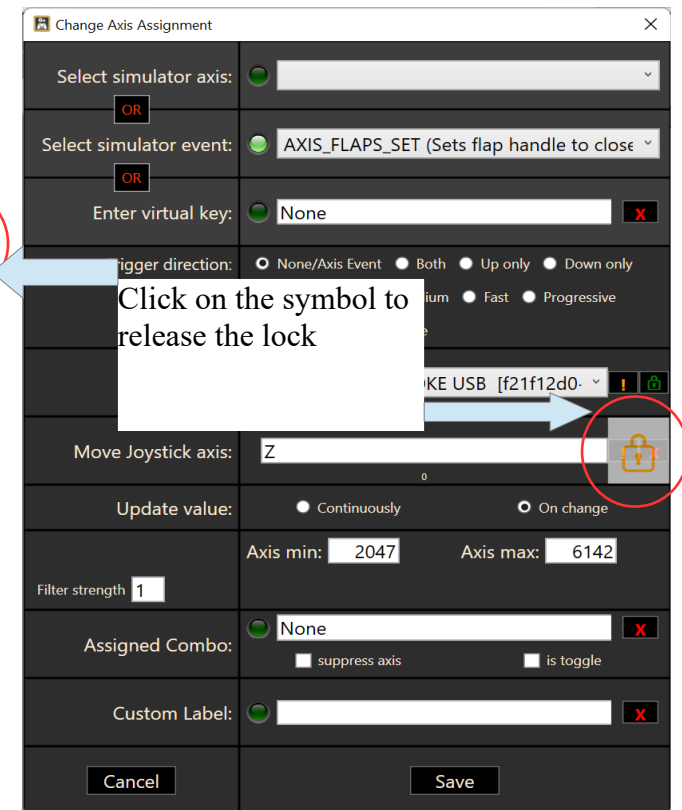 Change Axis Assignment
Select simulator axis:
OR
Select simulator event: AXIS_FLAPS_SET (Sets flap handle to close
OR
Enter virtual key: None X
rigger direction: None/Axis Event Both Up only Down only
Click on the symbol to
ium Fast Progressive
release the lock
e
KE USB [f21f12d0- !
Move Joystick axis: Z X
0
Update value: Continuously On change
Axis min: 2047 Axis max: 6142
Filter strength 1
Assigned Combo: None X
suppress axis is toggle
Custom Label: X
Cancel Save